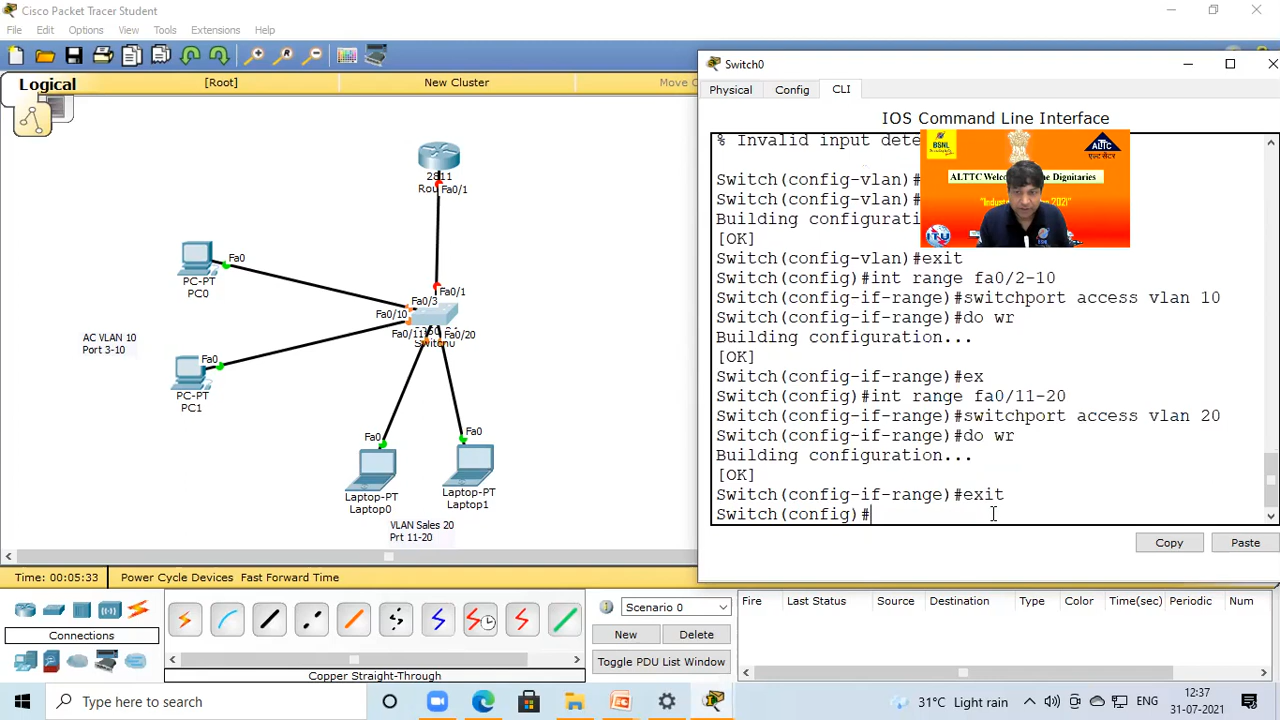 Cisco Packet Tracer Student
File Edit Options View Tools Extensions Help
Logical
[Root]
New Cluster
Move
2811
Fa0/1
Fa0
PC-PT
PC0
Fa0/1
Fa0/3
Fa0/10
Fa0/20
AC VLAN 10
Port 3-10
Fa0
PC-PT
PC1
Fa0
Fa0
Laptop-PT
Laptop0
Laptop-PT
Laptop1
VLAN Sales 20
Prt 11-20
Switch0
Physical Config CLI
IOS Command Line Interface
% Invalid input dete
Switch(config-vlan)#
Switch(config-vlan)#
Building configurati
[OK]
Switch(config-vlan)#exit
Switch(config)#int range fa0/2-10
Switch(config-if-range)#switchport access vlan 10
Switch(config-if-range)#do wr
Building configuration...
[OK]
Switch(config-if-range)#ex
Switch(config)#int range fa0/11-20
Switch(config-if-range)#switchport access vlan 20
Switch(config-if-range)#do wr
Building configuration...
[OK]
Switch(config-if-range)#exit
Switch(config)#
BSNL
ALTTC
एल्ट सेंटर
ALTTC Welco
e Dignitaries
ITU
Copy
Paste
Time: 00:05:33
Power Cycle Devices Fast Forward Time
Connections
Copper Straight-Through
Scenario 0
New
Delete
Toggle PDU List Window
Fire Last Status Source Destination Type Color Time(sec) Periodic Num
Type here to search
31°C Light rain
ENG
12:37
31-07-2021